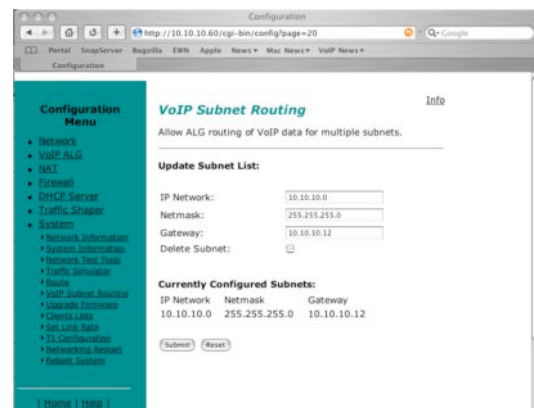 Configuration
http://10.10.10.60/cgi-bin/config?page=20
Q- Google
Portal SnapServer Bugzilla EWN Apple News Mac News VoIP News
Configuration
Configuration Menu
Network
VoIP ALG
NAT
Firewall
DHCP Server
Traffic Shaper
System
Network Information
System Information
Network Test Tools
Traffic Simulator
Route
VoIP Subnet Routing
Upgrade Firmware
Clients Lists
Set Link Rate
T1 Configuration
Networking Restart
Reboot System
| Home | Help |
VoIP Subnet Routing
Info
Allow ALG routing of VoIP data for multiple subnets.
Update Subnet List:
IP Network: 10.10.10.0
Netmask: 255.255.255.0
Gateway: 10.10.10.12
Delete Subnet:
Currently Configured Subnets:
IP Network Netmask Gateway
10.10.10.0 255.255.255.0 10.10.10.12
Submit Reset